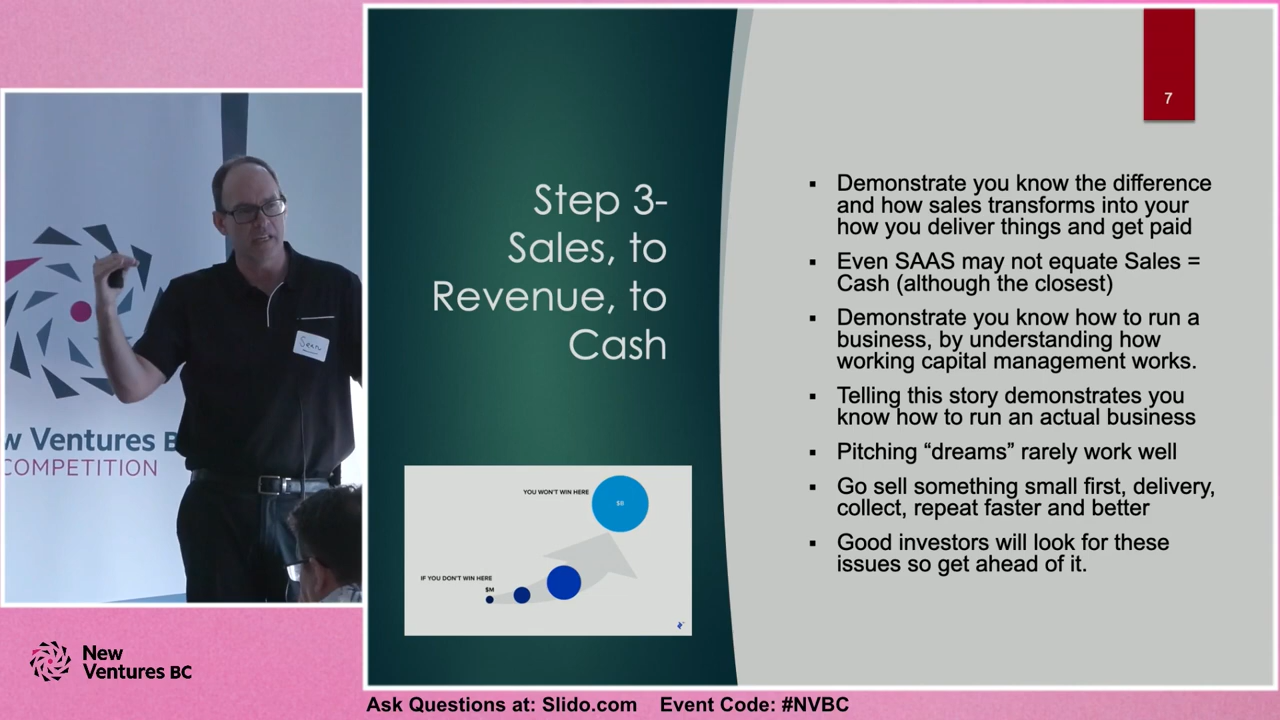 7
Step 3-
Sales, to
Revenue, to
Cash
▪ Demonstrate you know the difference
and how sales transforms into your
how you deliver things and get paid
▪ Even SAAS may not equate Sales =
Cash (although the closest)
▪ Demonstrate you know how to run a
business, by understanding how
working capital management works.
▪ Telling this story demonstrates you
know how to run an actual business
▪ Pitching “dreams” rarely work well
▪ Go sell something small first, delivery,
collect, repeat faster and better
▪ Good investors will look for these
issues so get ahead of it.
YOU WON'T WIN HERE
$B
IF YOU DON'T WIN HERE
$M
Sean
w Ventures B
COMPETITION
New
Ventures BC
Ask Questions at: Slido.com Event Code: #NVBC